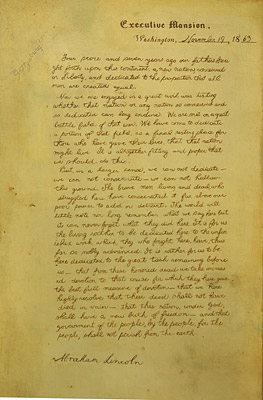 Executive Mansion,
Washington, November 19, 1863
Four score and seven years ago our fathers brou
ght forth upon this continent, a new nation, conceived
in Liberty, and dedicated to the proposition that all
men are created equal.
Now we are engaged in a great civil war, testing
whether that nation or any nation so conceived and
so dedicated can long endure. We are met on a great
battle field of that war. We have come to dedicate
a portion of that field, as a final resting place for
those who here gave their lives that that nation
might live. It is altogether fitting and proper that
we should do this.
But, in a larger sense, we can not dedicate —
we can not consecrate — we can not hallow —
this ground. The brave men, living and dead, who
struggled here have consecrated it far above our
poor power to add or detract. The world will
little note nor long remember what we say here but
it can never forget what they did here. It is for us
the living rather to be dedicated here to the unfin
ished work which they who fought here have thus
far so nobly advanced. It is rather for us to be
here dedicated to the great task remaining before
us — that from these honored dead we take increas
ed devotion to that cause for which they here gave
the last full measure of devotion — that we here
highly resolve that these dead shall not have
died in vain — that this nation, under God,
shall have a new birth of freedom — and that
government of the people, by the people, for the
people, shall not perish from the earth.
Abraham Lincoln